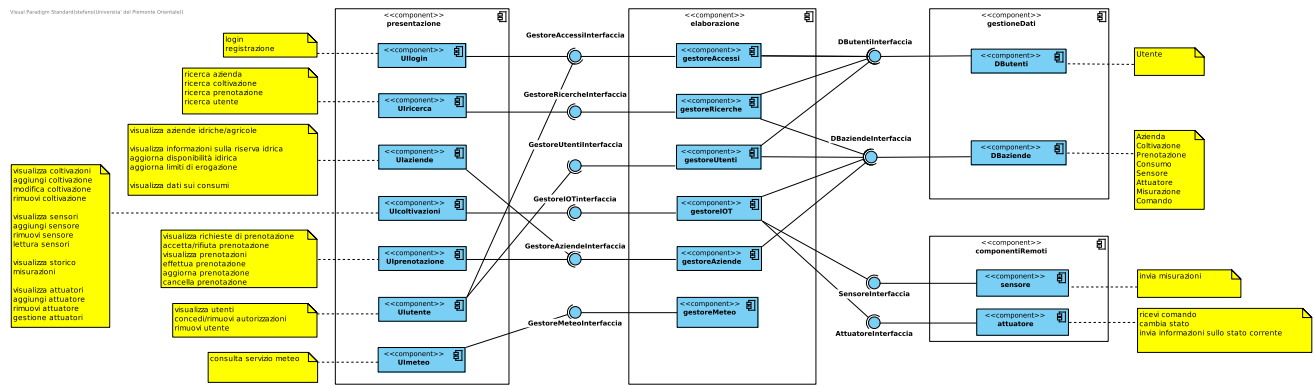 Visual Paradigm Standard(stefano(Universita' del Piemonte Orientale))
login
registrazione
ricerca azienda
ricerca coltivazione
ricerca prenotazione
ricerca utente
visualizza aziende idriche/agricole
visualizza informazioni sulla riserva idrica
aggiorna disponibilità idrica
aggiorna limiti di erogazione
visualizza dati sui consumi
visualizza coltivazioni
aggiungi coltivazione
modifica coltivazione
rimuovi coltivazione
visualizza sensori
aggiungi sensore
rimuovi sensore
lettura sensori
visualizza storico
misurazioni
visualizza attuatori
aggiungi attuatore
rimuovi attuatore
gestione attuatori
visualizza richieste di prenotazione
accetta/rifiuta prenotazione
visualizza prenotazioni
effettua prenotazione
aggiorna prenotazione
cancella prenotazione
visualizza utenti
concedi/rimuovi autorizzazioni
rimuovi utente
consulta servizio meteo
<<component>>
presentazione
<<component>>
UIlogin
<<component>>
UIricerca
<<component>>
UIaziende
<<component>>
UIcoltivazioni
<<component>>
UIprenotazione
<<component>>
UIutente
<<component>>
UImeteo
GestoreAccessiInterfaccia
GestoreRicercheInterfaccia
GestoreUtentiInterfaccia
GestoreIOTinterfaccia
GestoreAziendeInterfaccia
GestoreMeteoInterfaccia
<<component>>
elaborazione
<<component>>
gestoreAccessi
<<component>>
gestoreRicerche
<<component>>
gestoreUtenti
<<component>>
gestoreIOT
<<component>>
gestoreAziende
<<component>>
gestoreMeteo
DButentiInterfaccia
DBaziendeInterfaccia
SensoreInterfaccia
AttuatoreInterfaccia
<<component>>
gestioneDati
<<component>>
DButenti
<<component>>
DBaziende
<<component>>
componentiRemoti
<<component>>
sensore
<<component>>
attuatore
Utente
Azienda
Coltivazione
Prenotazione
Consumo
Sensore
Attuatore
Misurazione
Comando
invia misurazioni
ricevi comando
cambia stato
invia informazioni sullo stato corrente